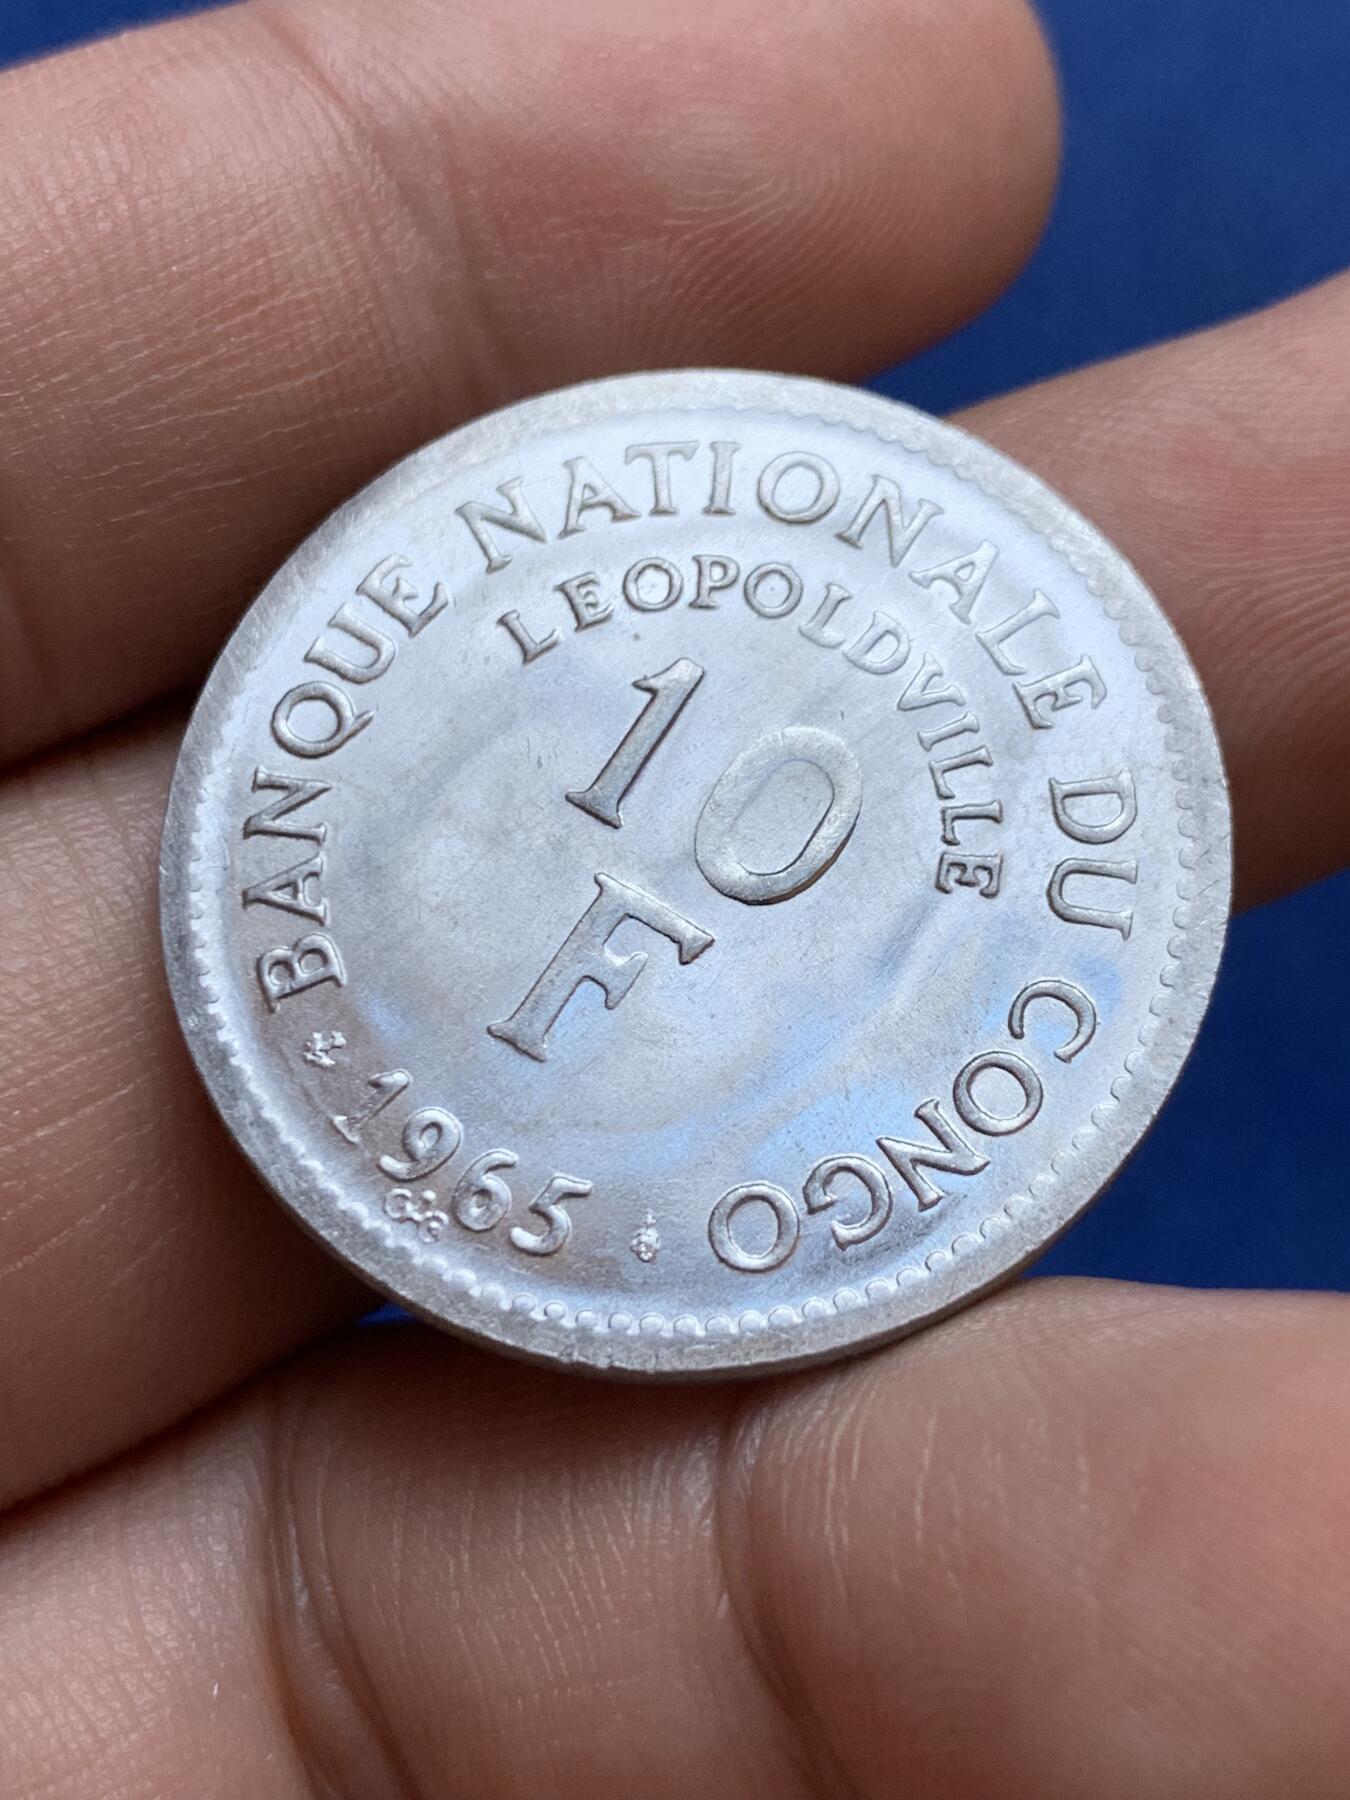 BANQUE NATIONALE DU CONGO
LEOPOLDVILLE
10
F
1965